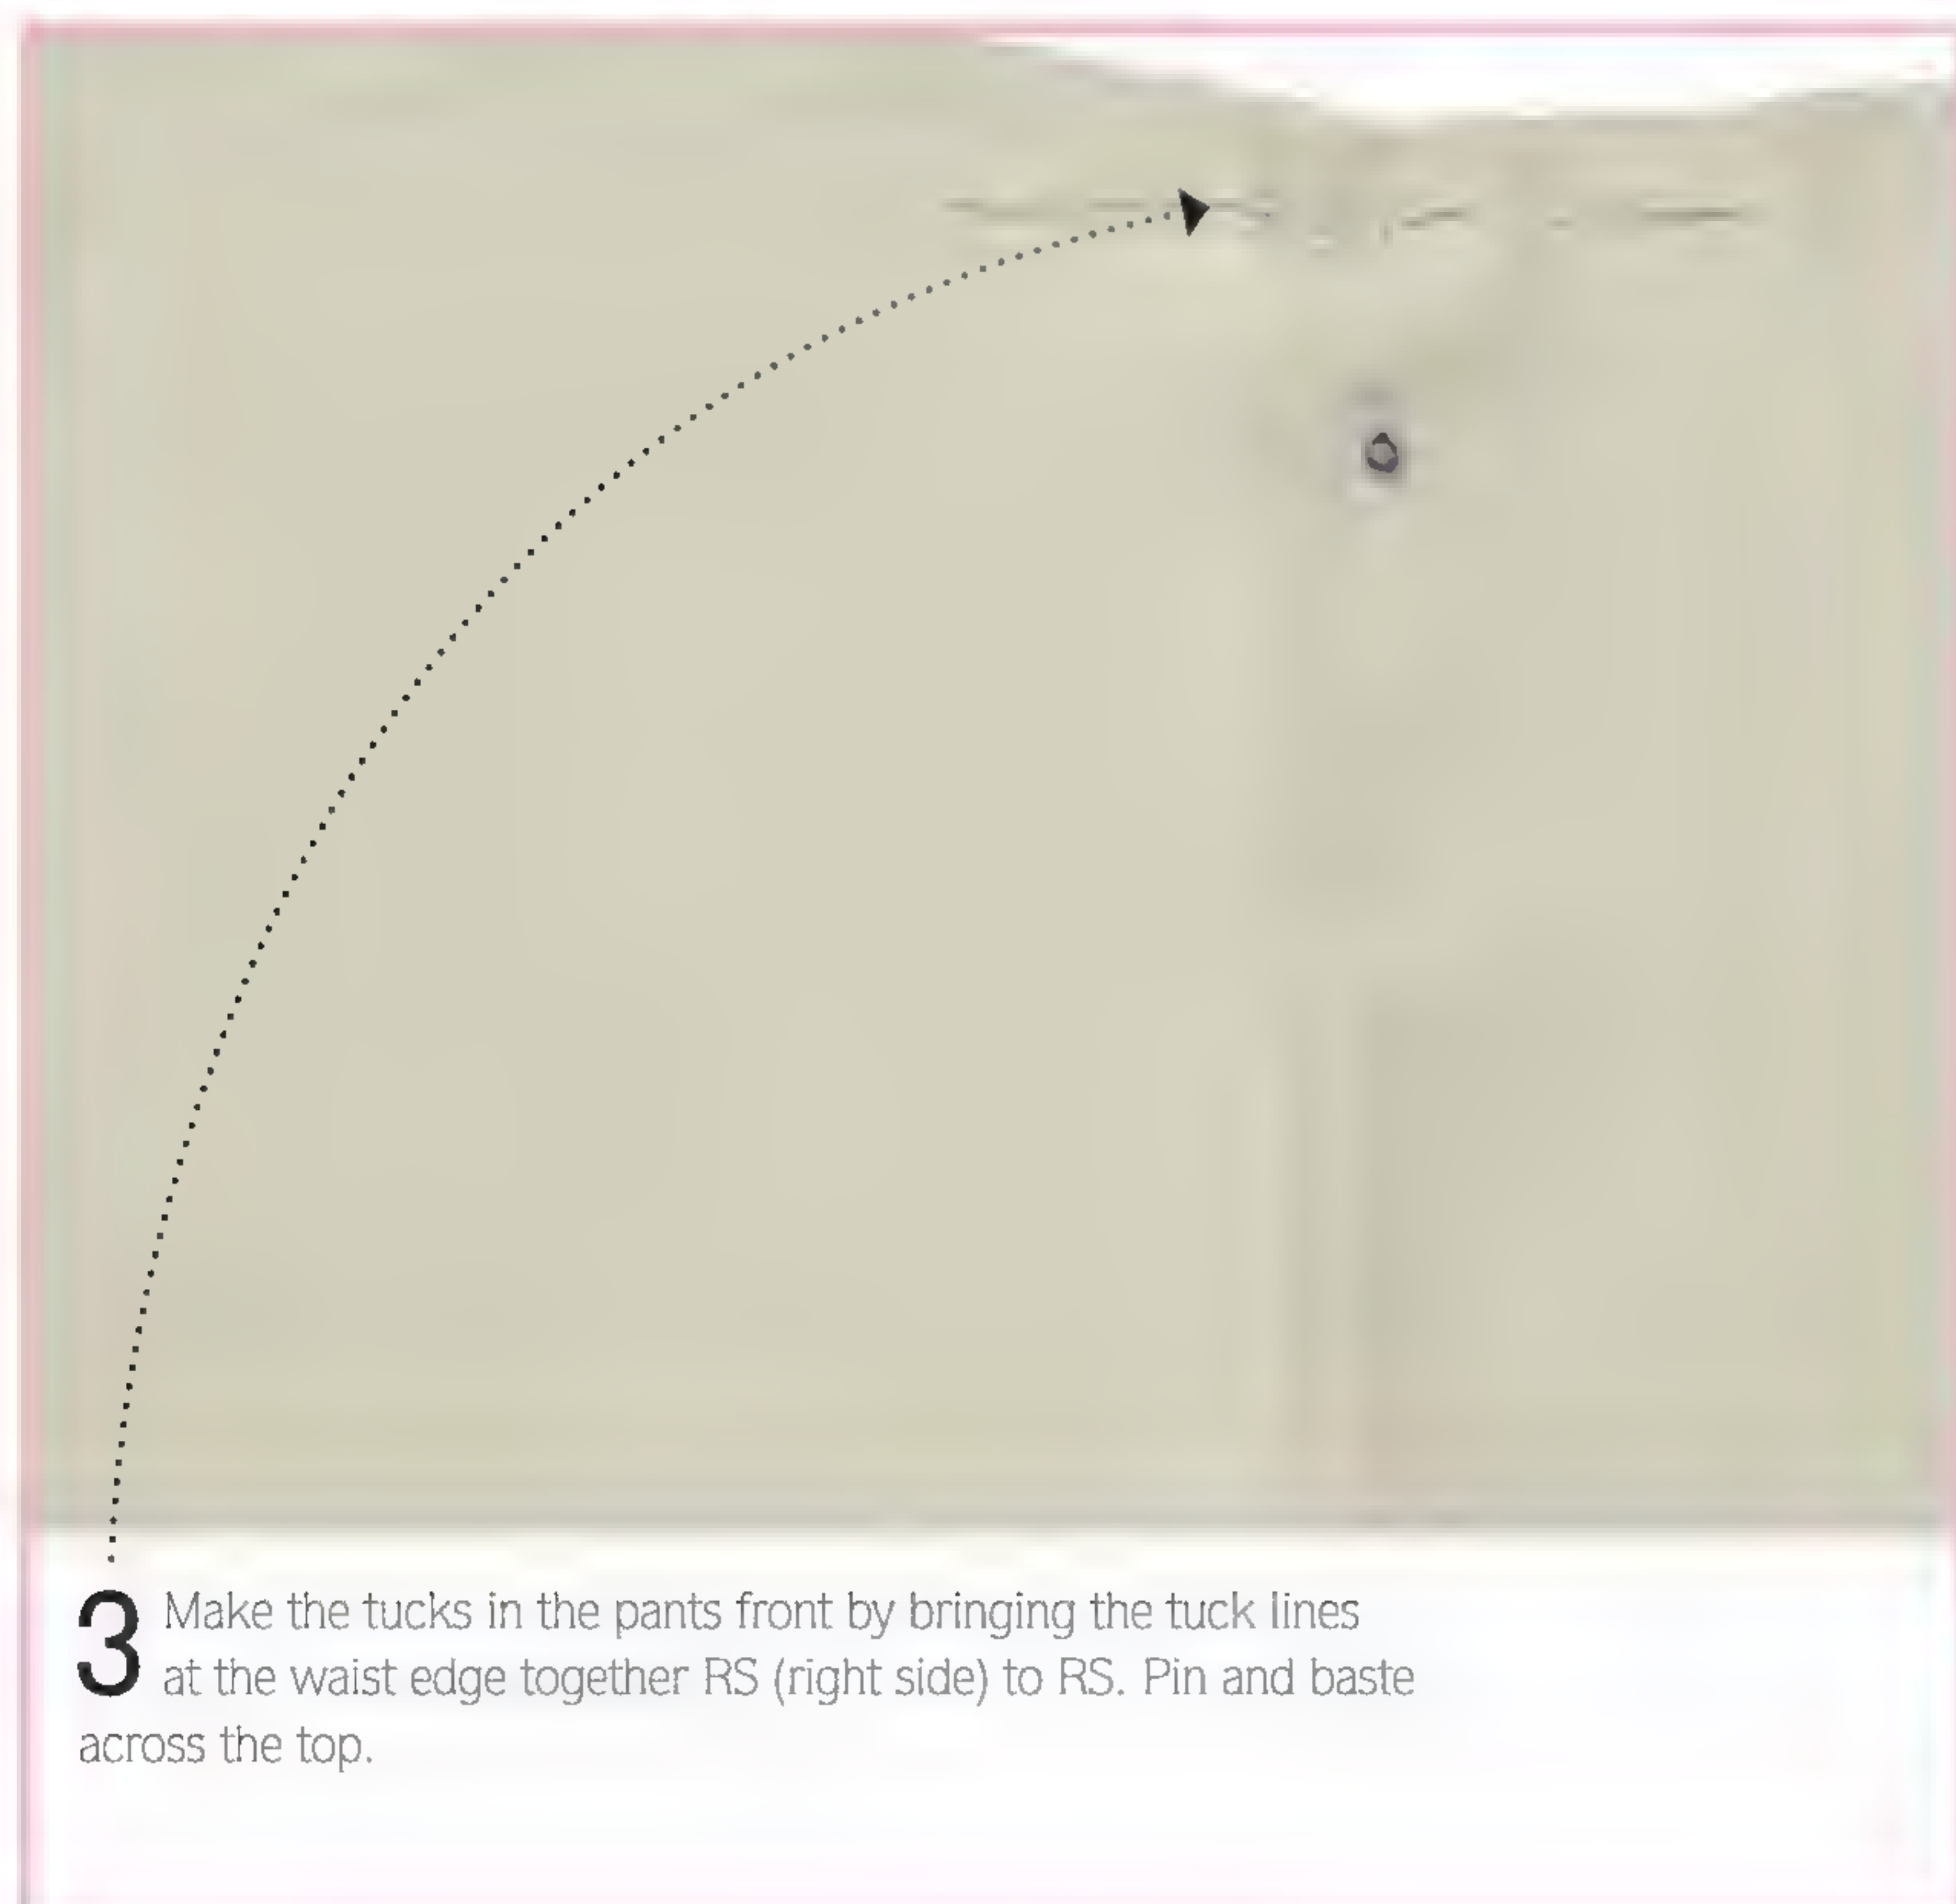 3 Make the tucks in the pants front by bringing the tuck lines
at the waist edge together RS (right side) to RS. Pin and baste
across the top.